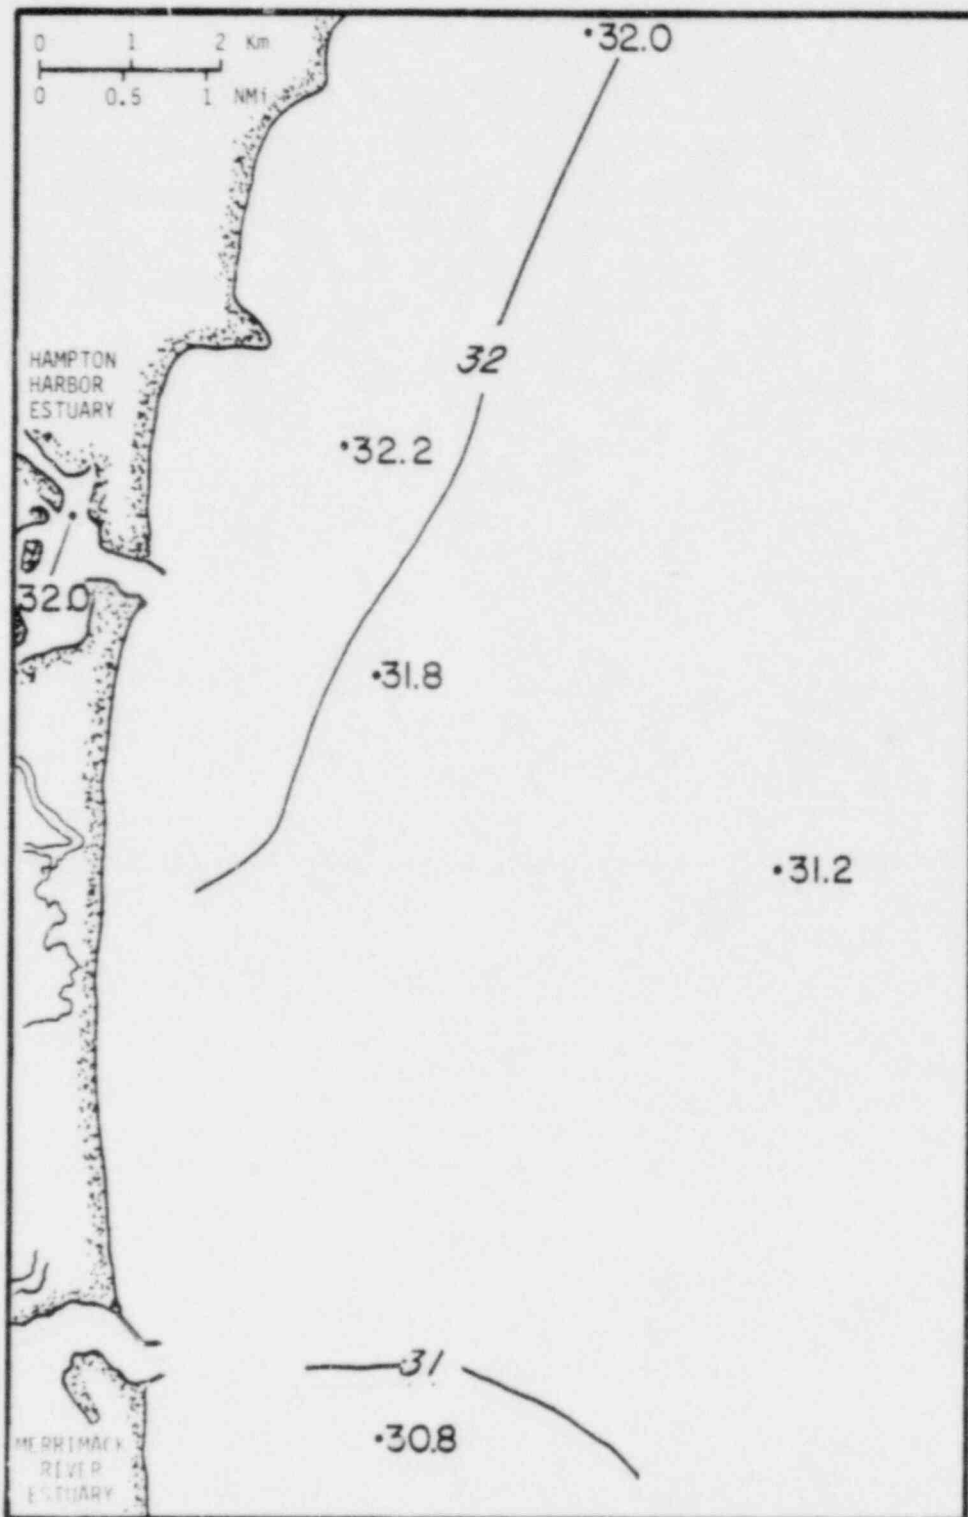 0 1 2 Km
0 0.5 1 NMi
32.0
32
HAMPTON
HARBOR
ESTUARY
32.2
32.0
31.8
31.2
31
30.8
MERRIMACK
RIVER
ESTUARY